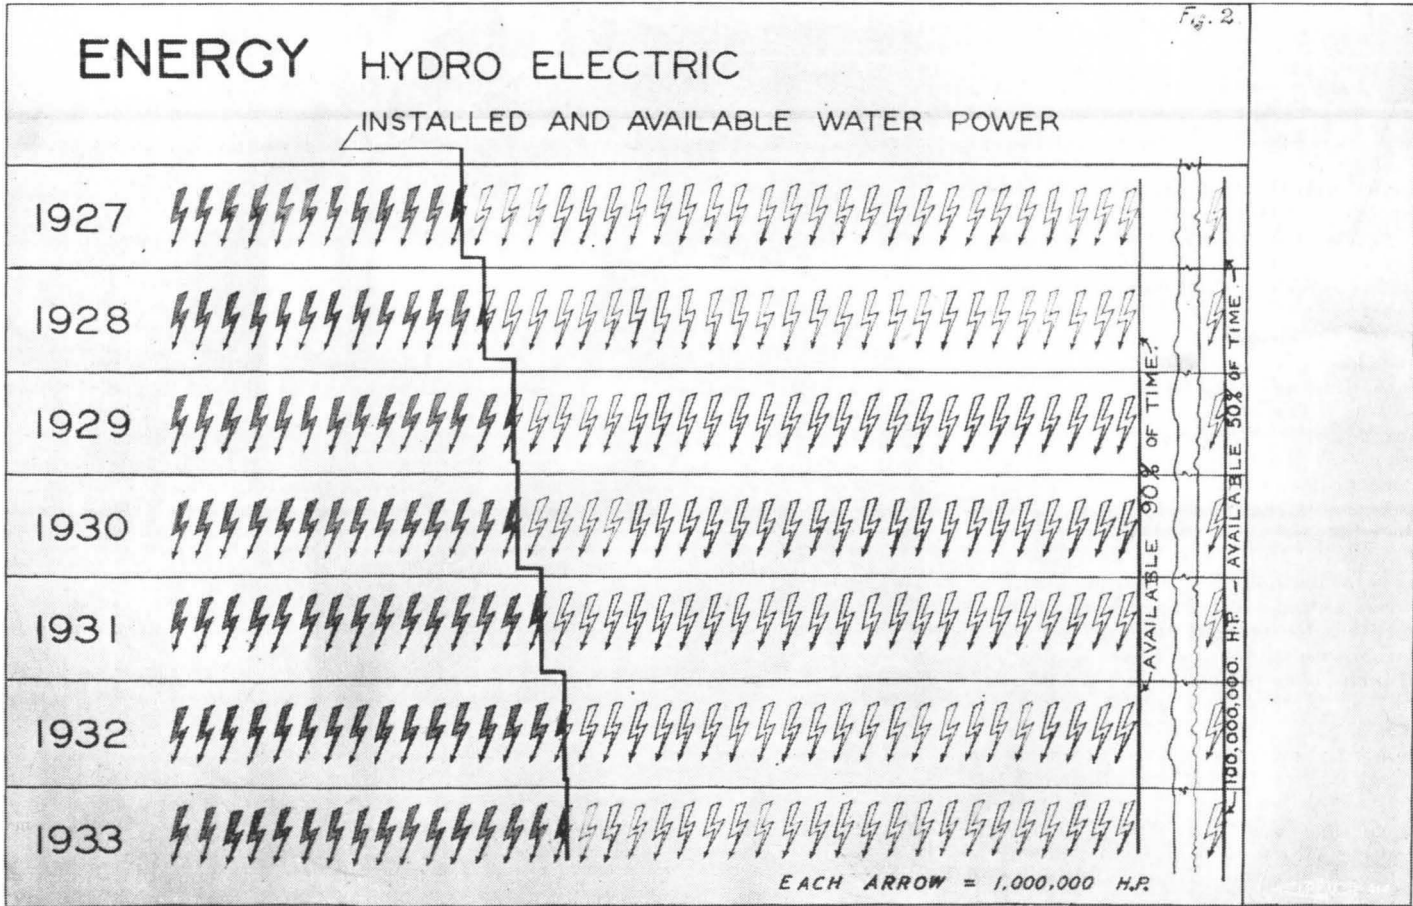 Fig. 2.
ENERGY HYDRO ELECTRIC
INSTALLED AND AVAILABLE WATER POWER
1927
1928
1929
1930
193
1932
1933
AVAILABLE 90% OF TIME.
100,000,000. H.P. - AVAILABLE 50% OF TIME
EACH ARROW = 1,000,000 H.P.